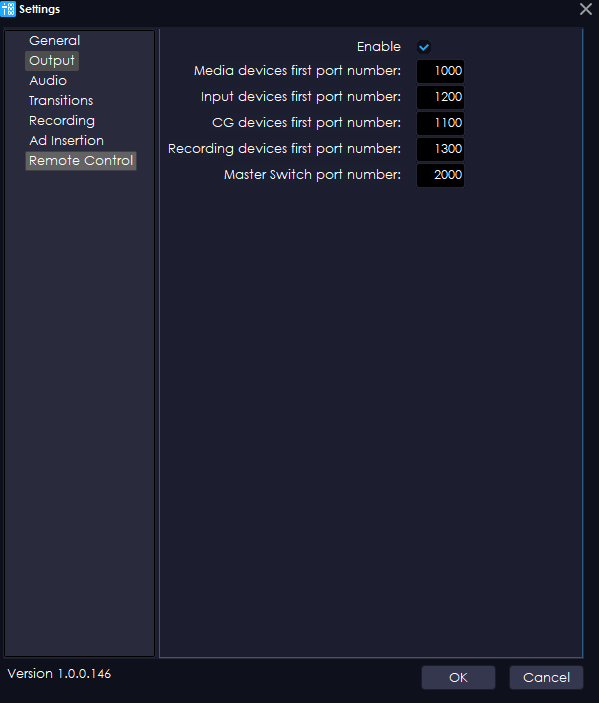 Settings
General
Output
Audio
Transitions
Recording
Ad Insertion
Remote Control
Enable
Media devices first port number: 1000
Input devices first port number: 1200
CG devices first port number: 1100
Recording devices first port number: 1300
Master Switch port number: 2000
Version 1.0.0.146
OK Cancel